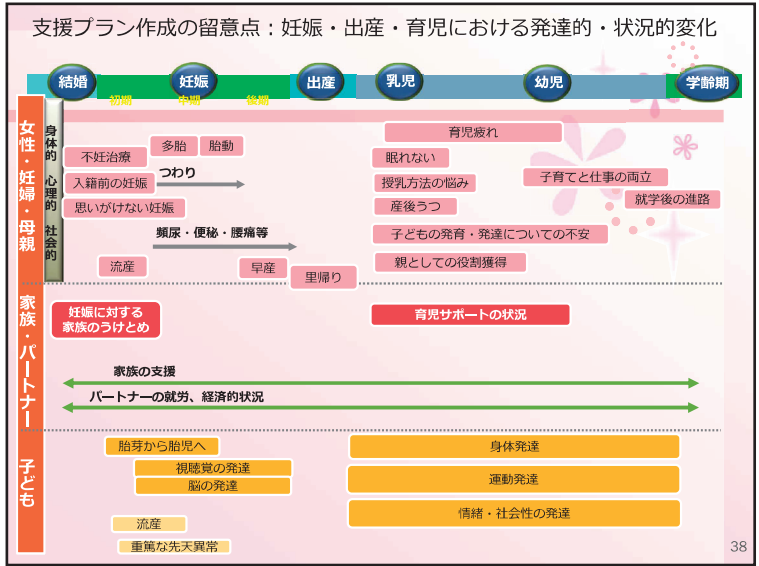 支援プラン作成の留意点：妊娠・出産・育児における発達的・状況的変化
結婚
妊娠
出産
乳児
幼児
学齢期
初期
中期
後期
女性・妊婦・母親
身体的 心理的 社会的
育児疲れ
多胎
胎動
不妊治療
眠れない
つわり
入籍前の妊娠
授乳方法の悩み
子育てと仕事の両立
就学後の進路
思いがけない妊娠
産後うつ
頻尿・便秘・腰痛等
子どもの発育・発達についての不安
流産
早産
里帰り
親としての役割獲得
家族・パートナー
妊娠に対する
家族のうけとめ
育児サポートの状況
家族の支援
パートナーの就労、経済的状況
子ども
胎芽から胎児へ
視聴覚の発達
脳の発達
身体発達
運動発達
情緒・社会性の発達
流産
重篤な先天異常
38